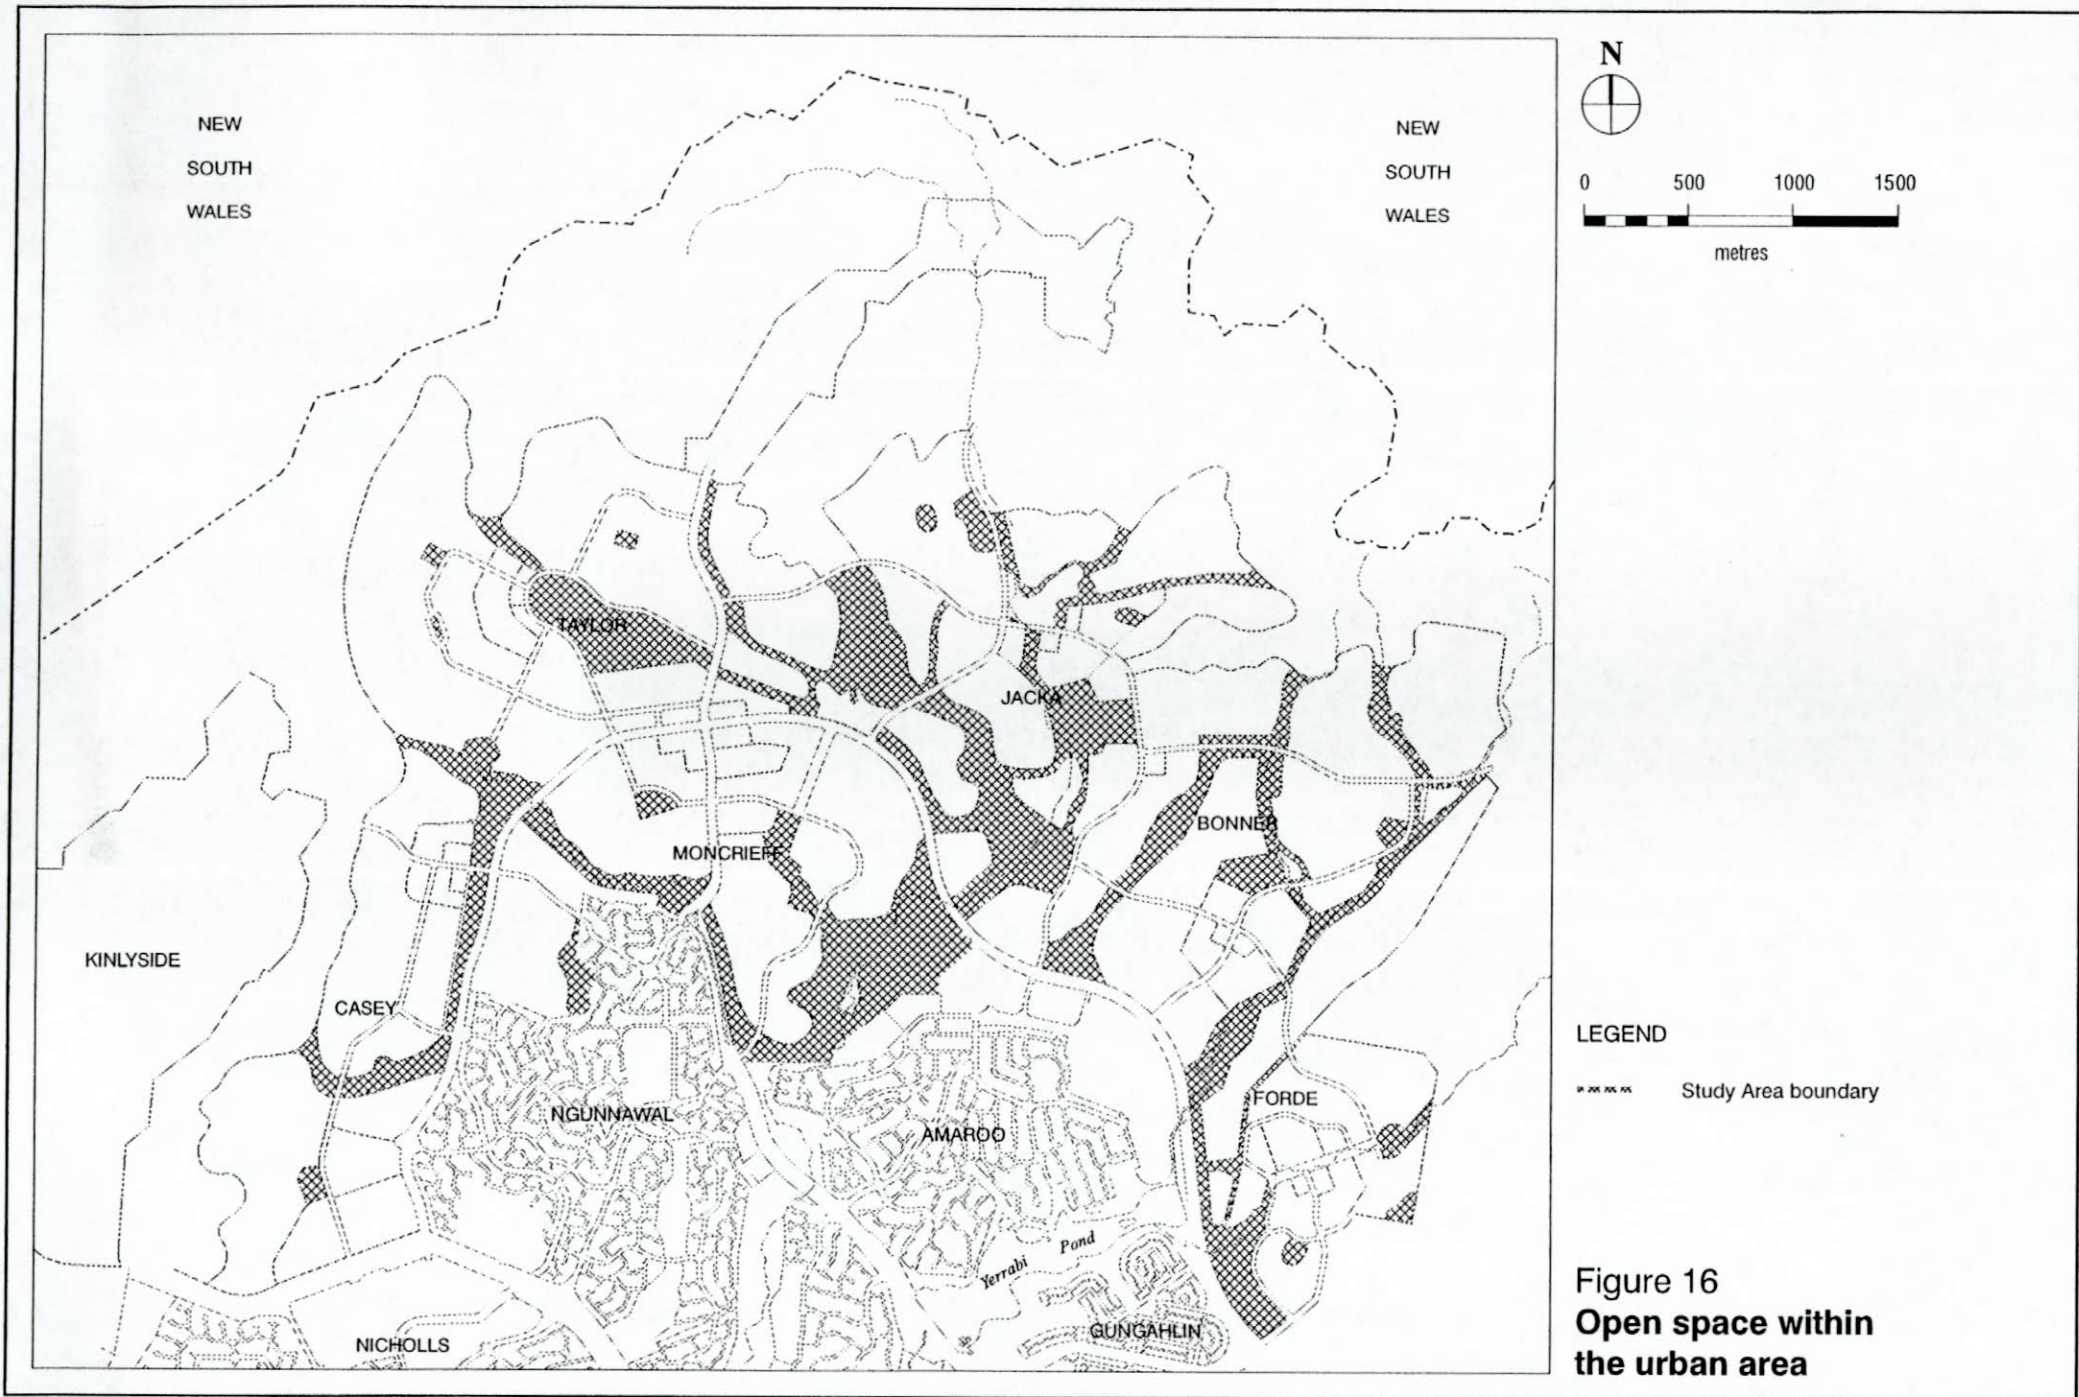 NEW
SOUTH
WALES
NEW
SOUTH
WALES
N
0 500 1000 1500
metres
TAYLOR
JACKA
BONNER
MONCRIEFF
KINLYSIDE
CASEY
NGUNNAWAL
AMAROO
FORDE
Yerrabi Pond
NICHOLLS
GUNGAHLIN
LEGEND
Study Area boundary
Figure 16
Open space within
the urban area